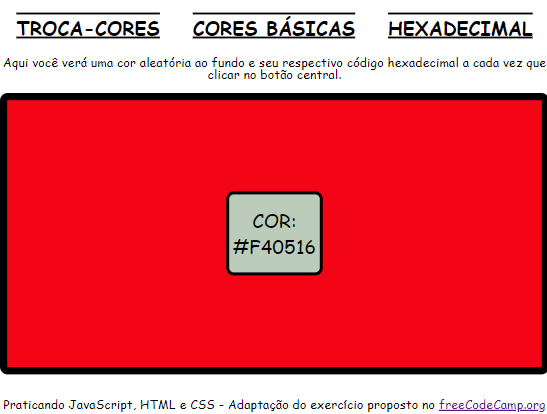 TROCA-CORES CORES BÁSICAS HEXADECIMAL
Aqui você verá uma cor aleatória ao fundo e seu respectivo código hexadecimal a cada vez que
clicar no botão central.
COR:
#F40516
Praticando JavaScript, HTML e CSS - Adaptação do exercício proposto no freeCodeCamp.org